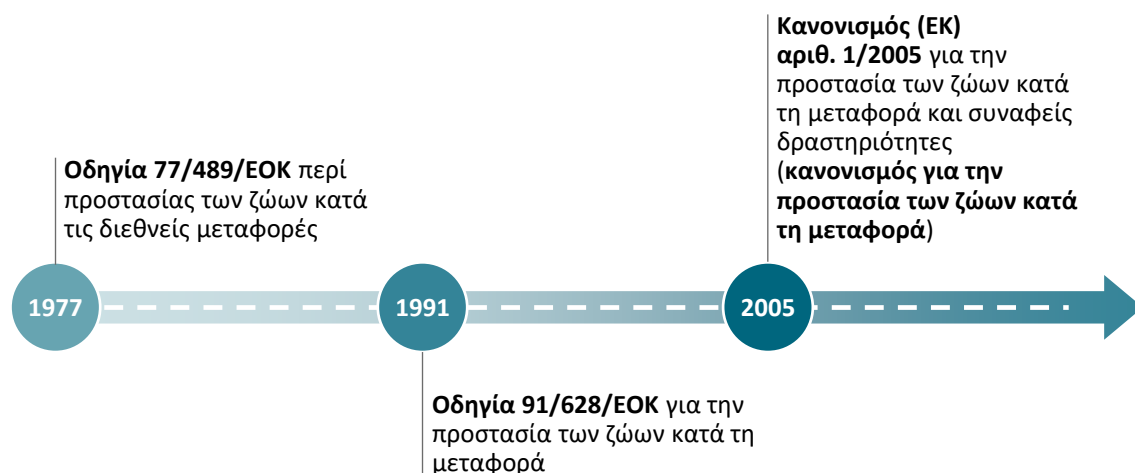 Οδηγία 77/489/ΕΟΚ περί
προστασίας των ζώων κατά
τις διεθνείς μεταφορές
1977
Οδηγία 91/628/ΕΟΚ για την
προστασία των ζώων κατά τη
μεταφορά
1991
Κανονισμός (ΕΚ)
αριθ. 1/2005 για την
προστασία των ζώων κατά
τη μεταφορά και συναφείς
δραστηριότητες
(κανονισμός για την
προστασία των ζώων κατά
τη μεταφορά)
2005